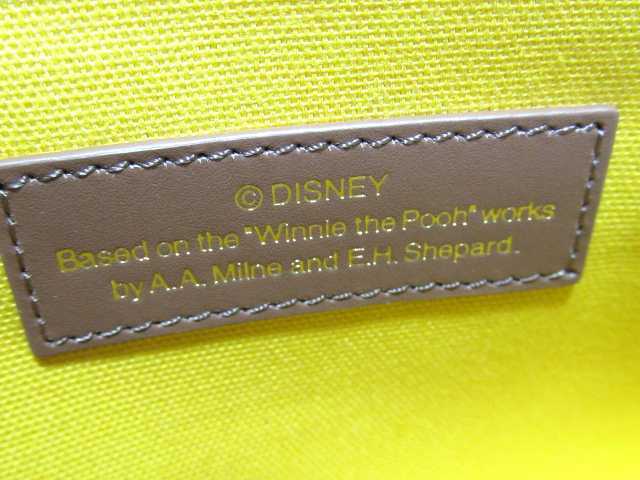 © DISNEY
Based on the "Winnie the Pooh" works
by A.A. Milne and E.H. Shepard.